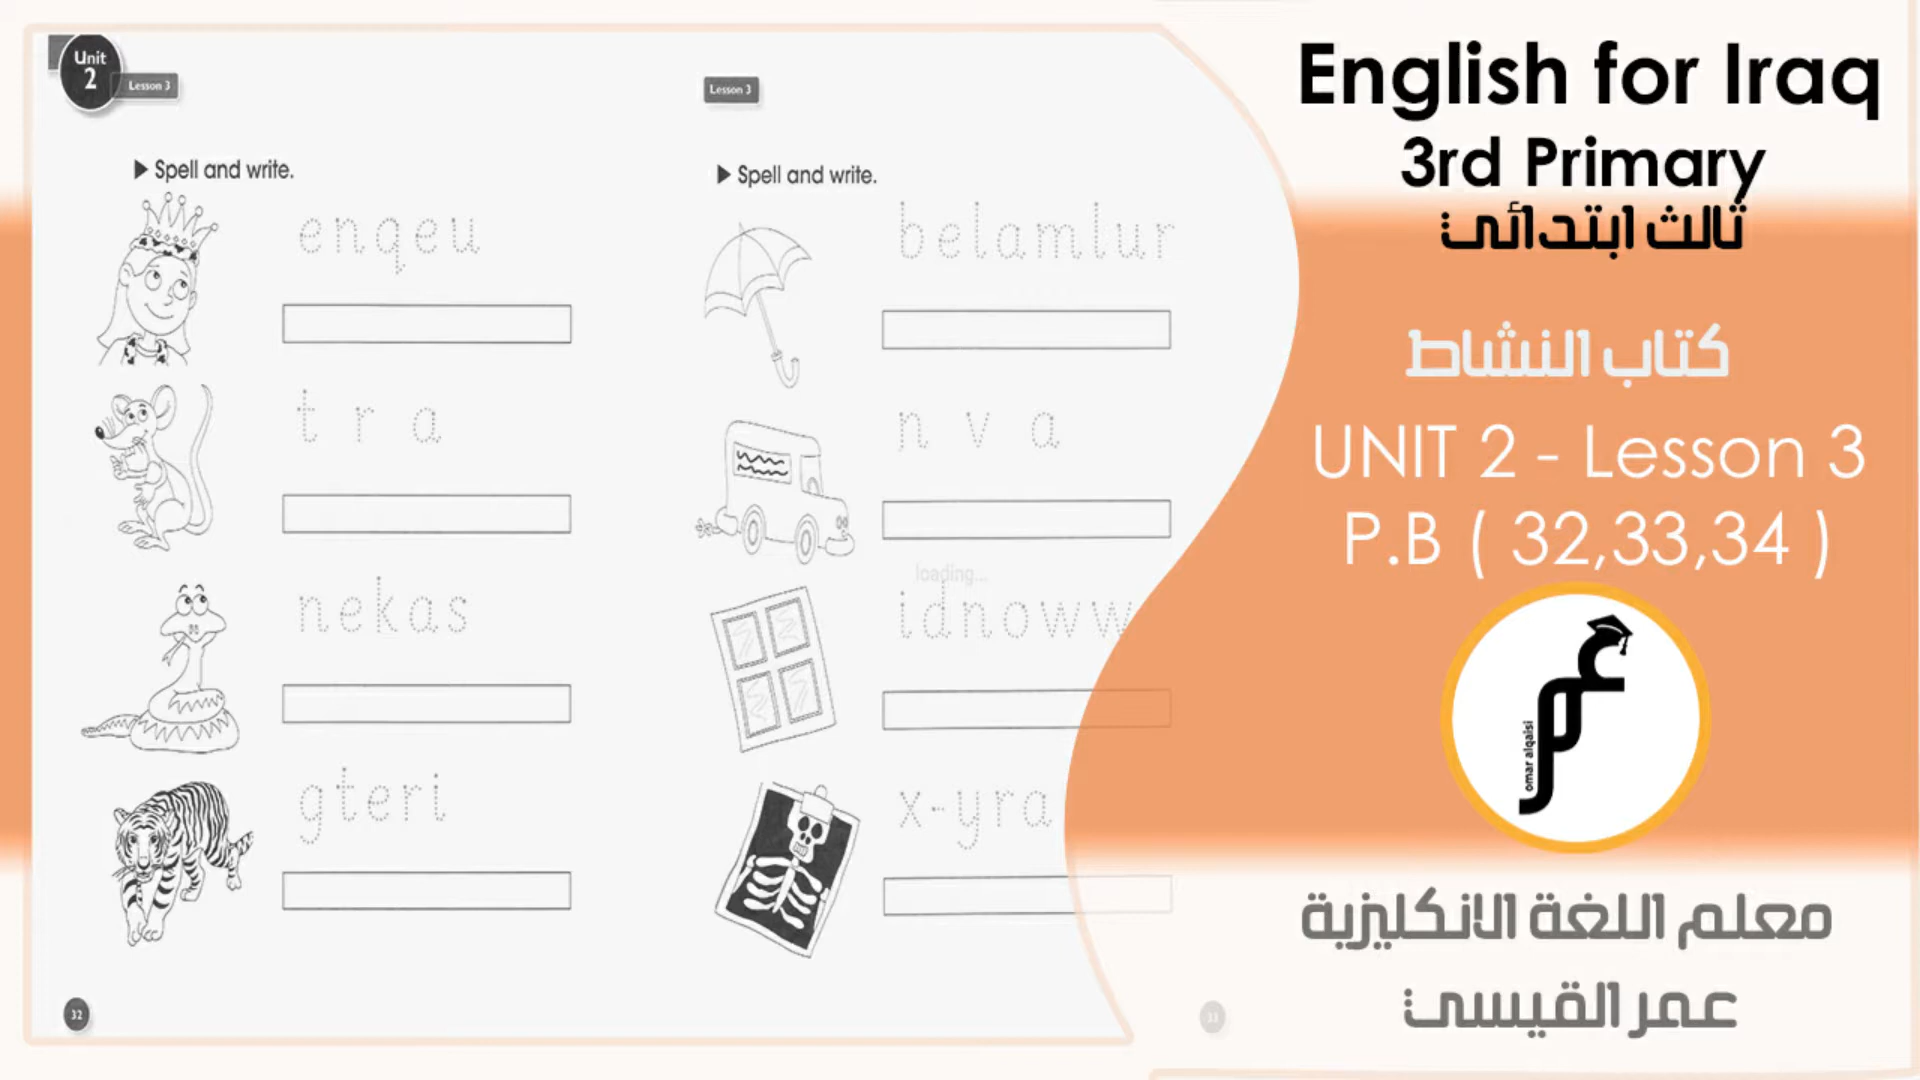 Unit
2
Lesson 3
Spell and write.
enqeu
t r a
nekas
gteri
32
Lesson 3
Spell and write.
belamlur
n v a
loading...
idnoww
x-yra
33
English for Iraq
3rd Primary
ثالث ابتدائي
كتاب النشاط
UNIT 2 - Lesson 3
P.B ( 32,33,34 )
عمر
omar alqaisi
معلم اللغة الانكليزية
عمر القيسي